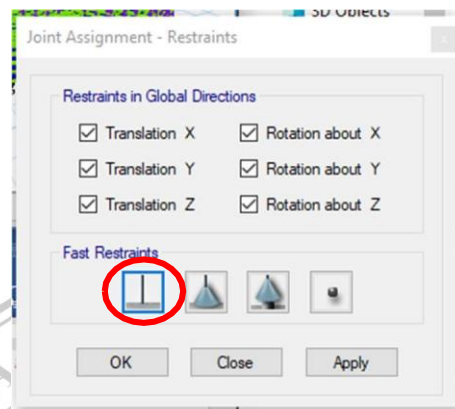 3D Objects
Joint Assignment - Restraints
Restraints in Global Directions
Translation X
Rotation about X
Translation Y
Rotation about Y
Translation Z
Rotation about Z
Fast Restraints
OK
Close
Apply